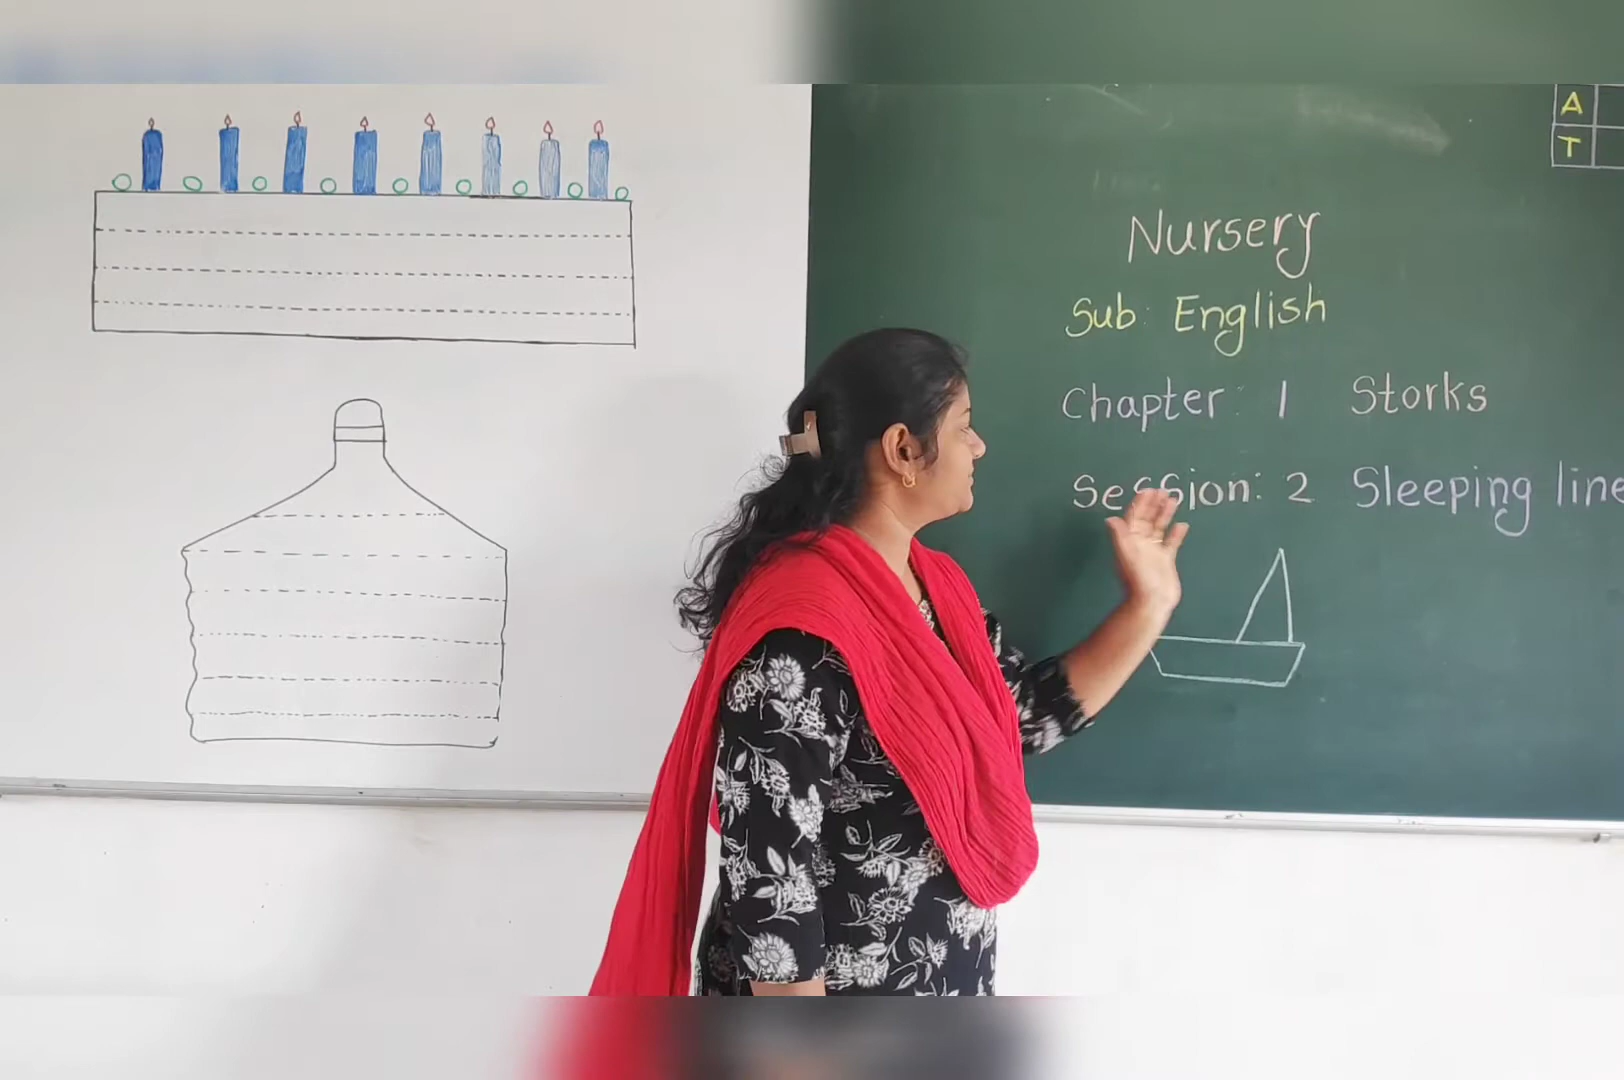 A
T
Nursery
Sub: English
Chapter: 1 Storks
Session: 2 Sleeping line